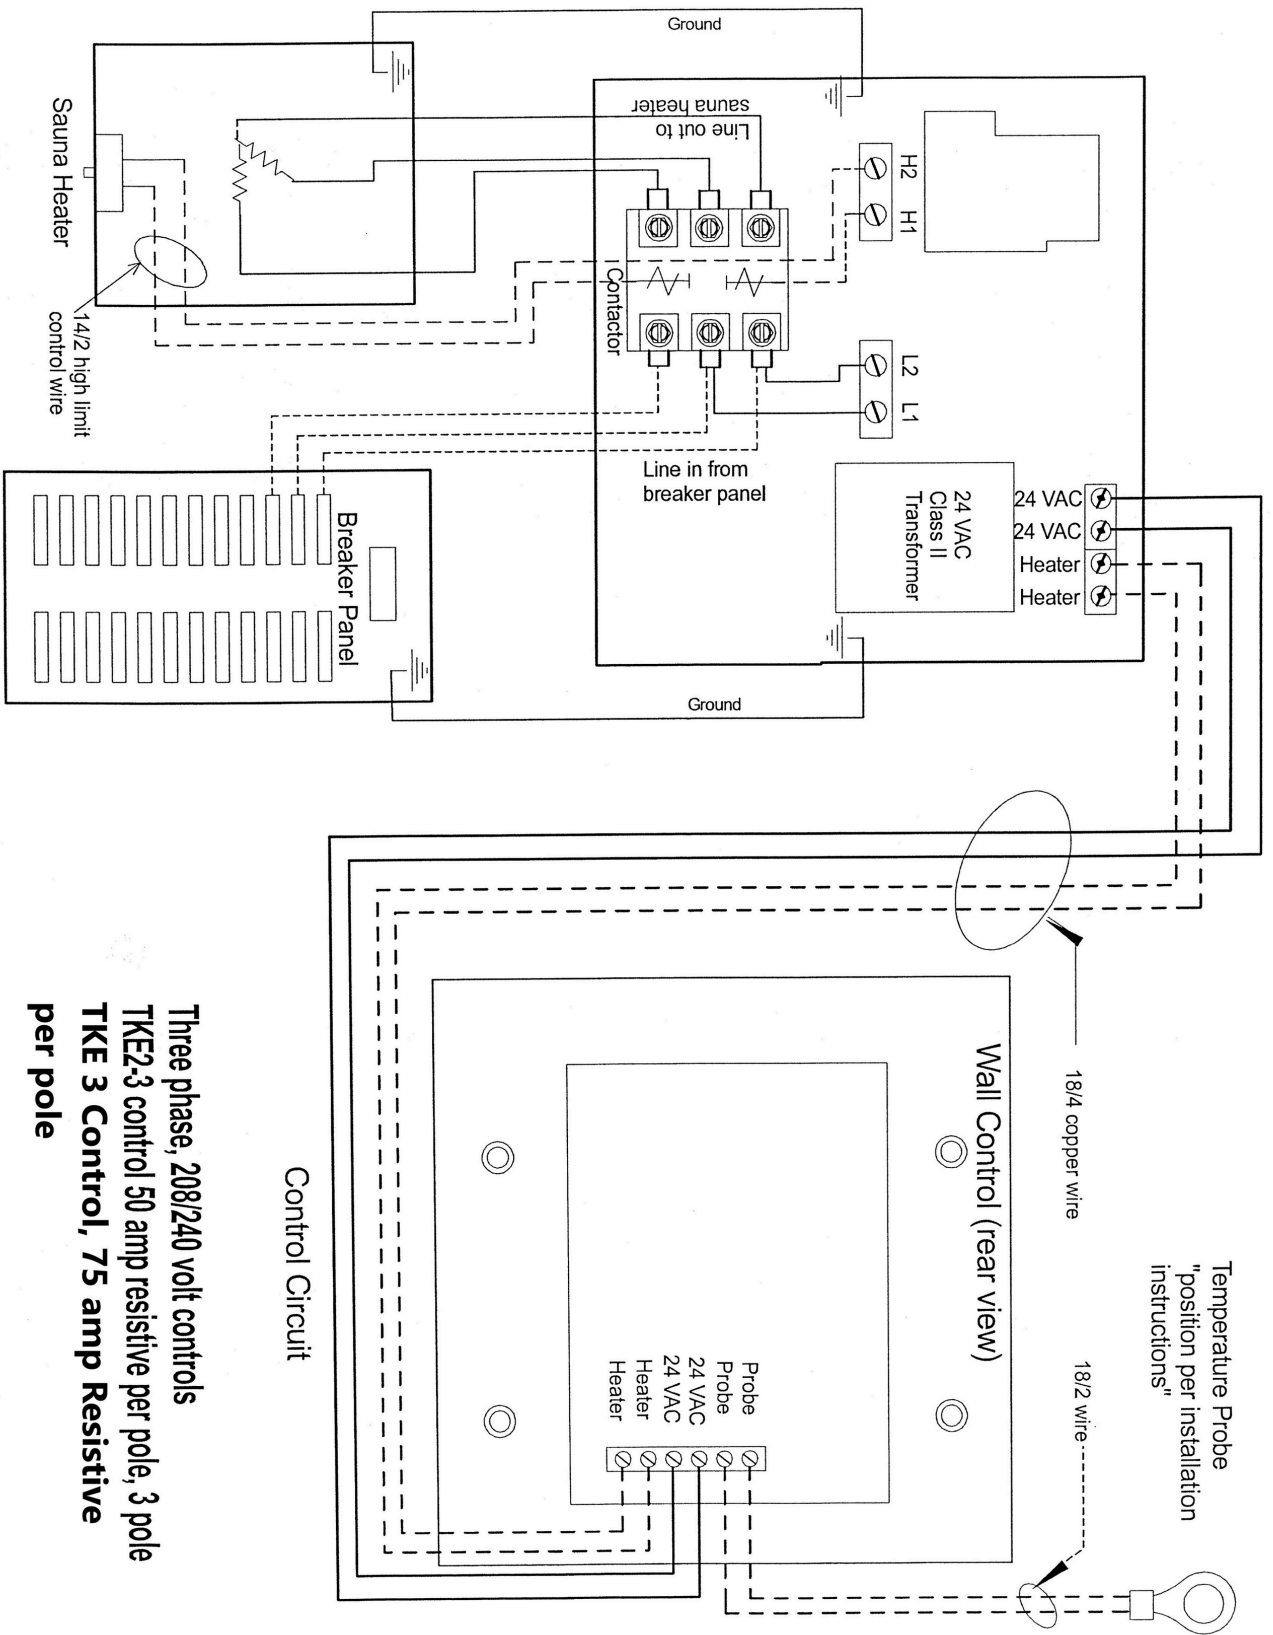 Ground
Sauna Heater
14/2 high limit
control wire
Line out to
sauna heater
H2
H1
Contactor
L2
L1
Line in from
breaker panel
24 VAC
Class II
Transformer
24 VAC
24 VAC
Heater
Heater
Breaker Panel
Ground
18/4 copper wire
Wall Control (rear view)
Temperature Probe
"position per installation
instructions"
18/2 wire
Probe
Probe
24 VAC
24 VAC
Heater
Heater
Control Circuit
Three phase, 208/240 volt controls
TKE2-3 control 50 amp resistive per pole, 3 pole
TKE 3 Control, 75 amp Resistive
per pole